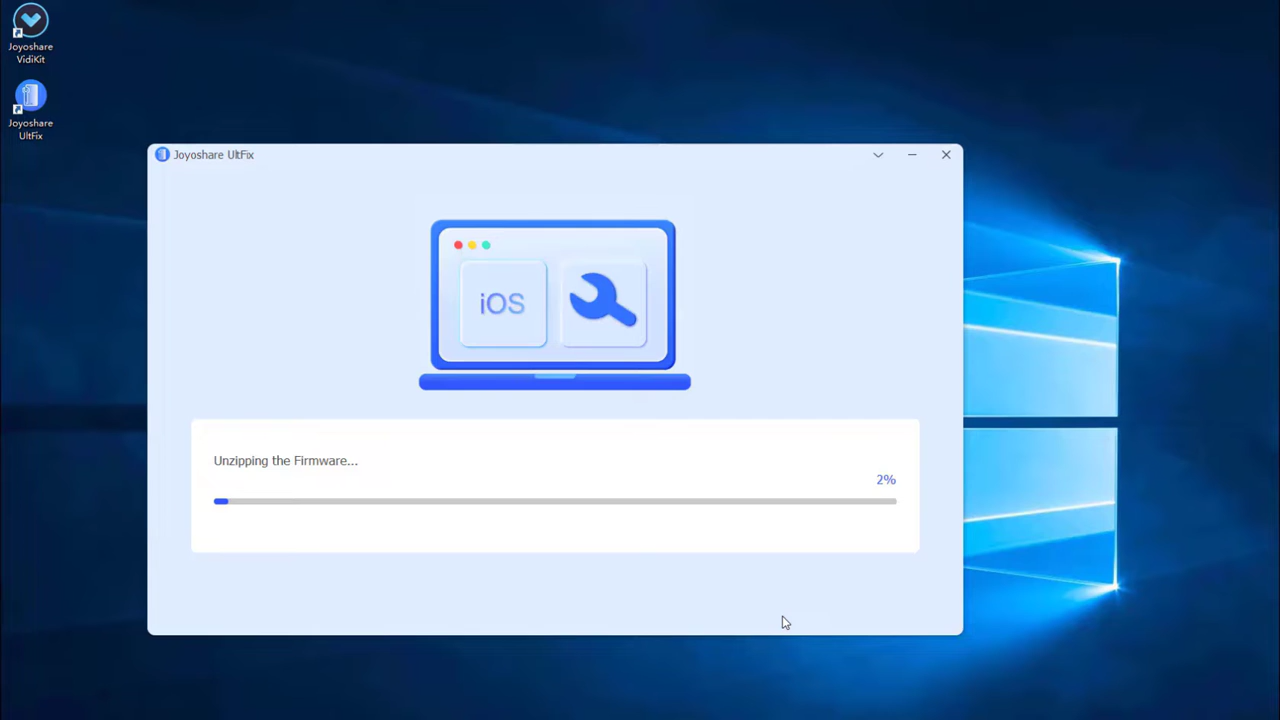 Joyoshare
VidiKit
Joyoshare
UltFix
Joyoshare UltFix
iOS
Unzipping the Firmware...
2%